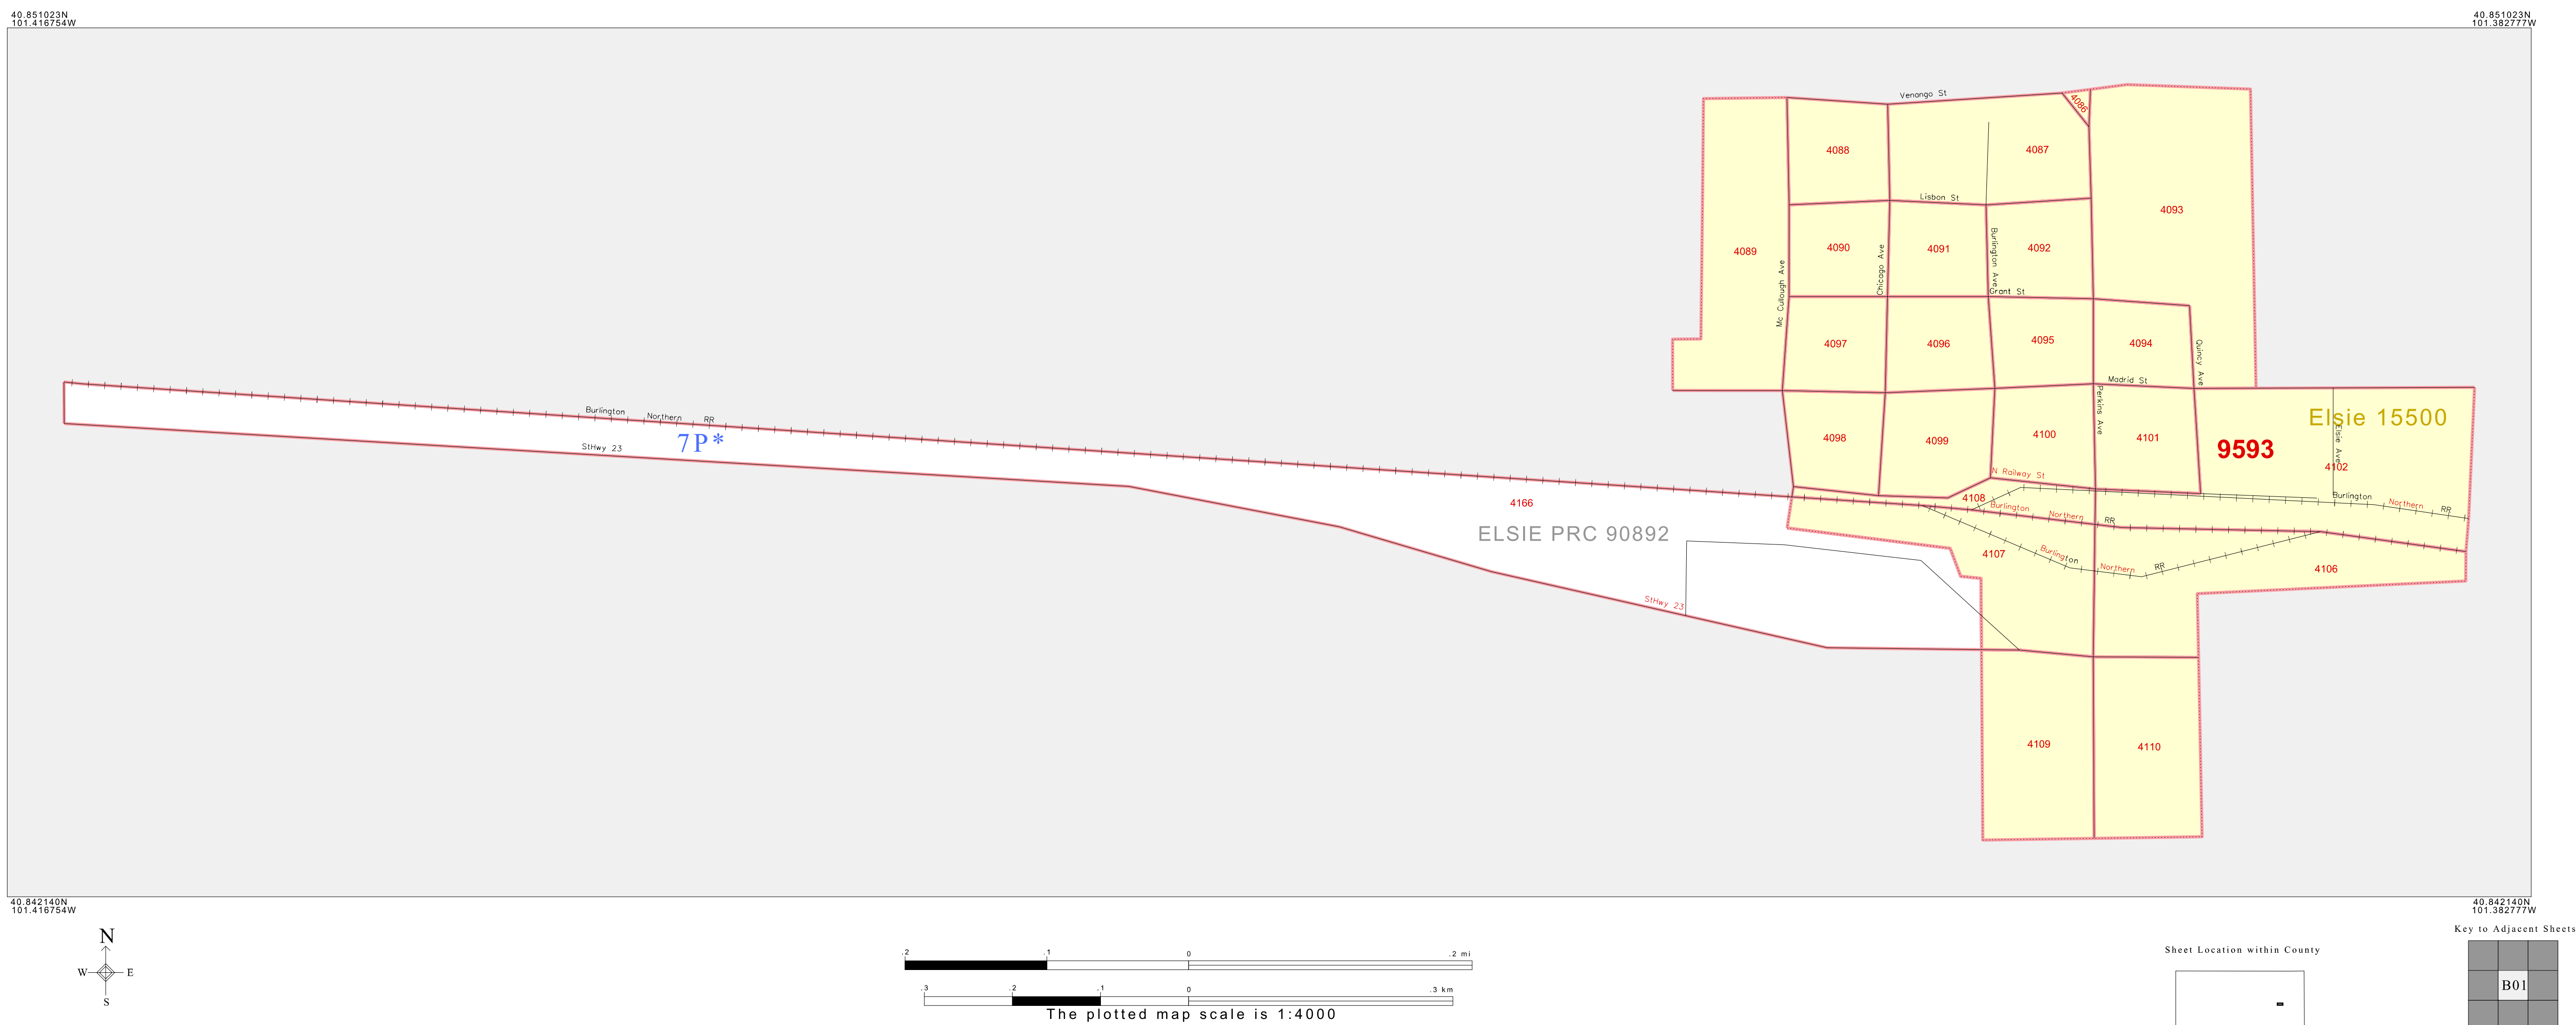 40.851023N
101.416754W
40.851023N
101.382777W
Venango St
4086
4088
4087
Lisbon St
4093
4089
4090
4091
4092
Mc Cullough Ave
Chicago Ave
Burlington Ave
Grant St
4097
4096
4095
4094
Quincy Ave
Madrid St
Perkins Ave
Burlington Northern RR
7P*
StHwy 23
Elsie 15500
Elsie Ave
9593
4098
4099
4100
4101
4102
N Railway St
4108
Burlington Northern RR
Burlington Northern RR
4166
ELSIE PRC 90892
4107
Burlington Northern RR
4106
StHwy 23
4109
4110
40.842140N
101.416754W
40.842140N
101.382777W
N
W E
S
.2 .1 0 .2 mi
.3 .2 .1 0 .3 km
The plotted map scale is 1:4000
Sheet Location within County
Key to Adjacent Sheets
B01